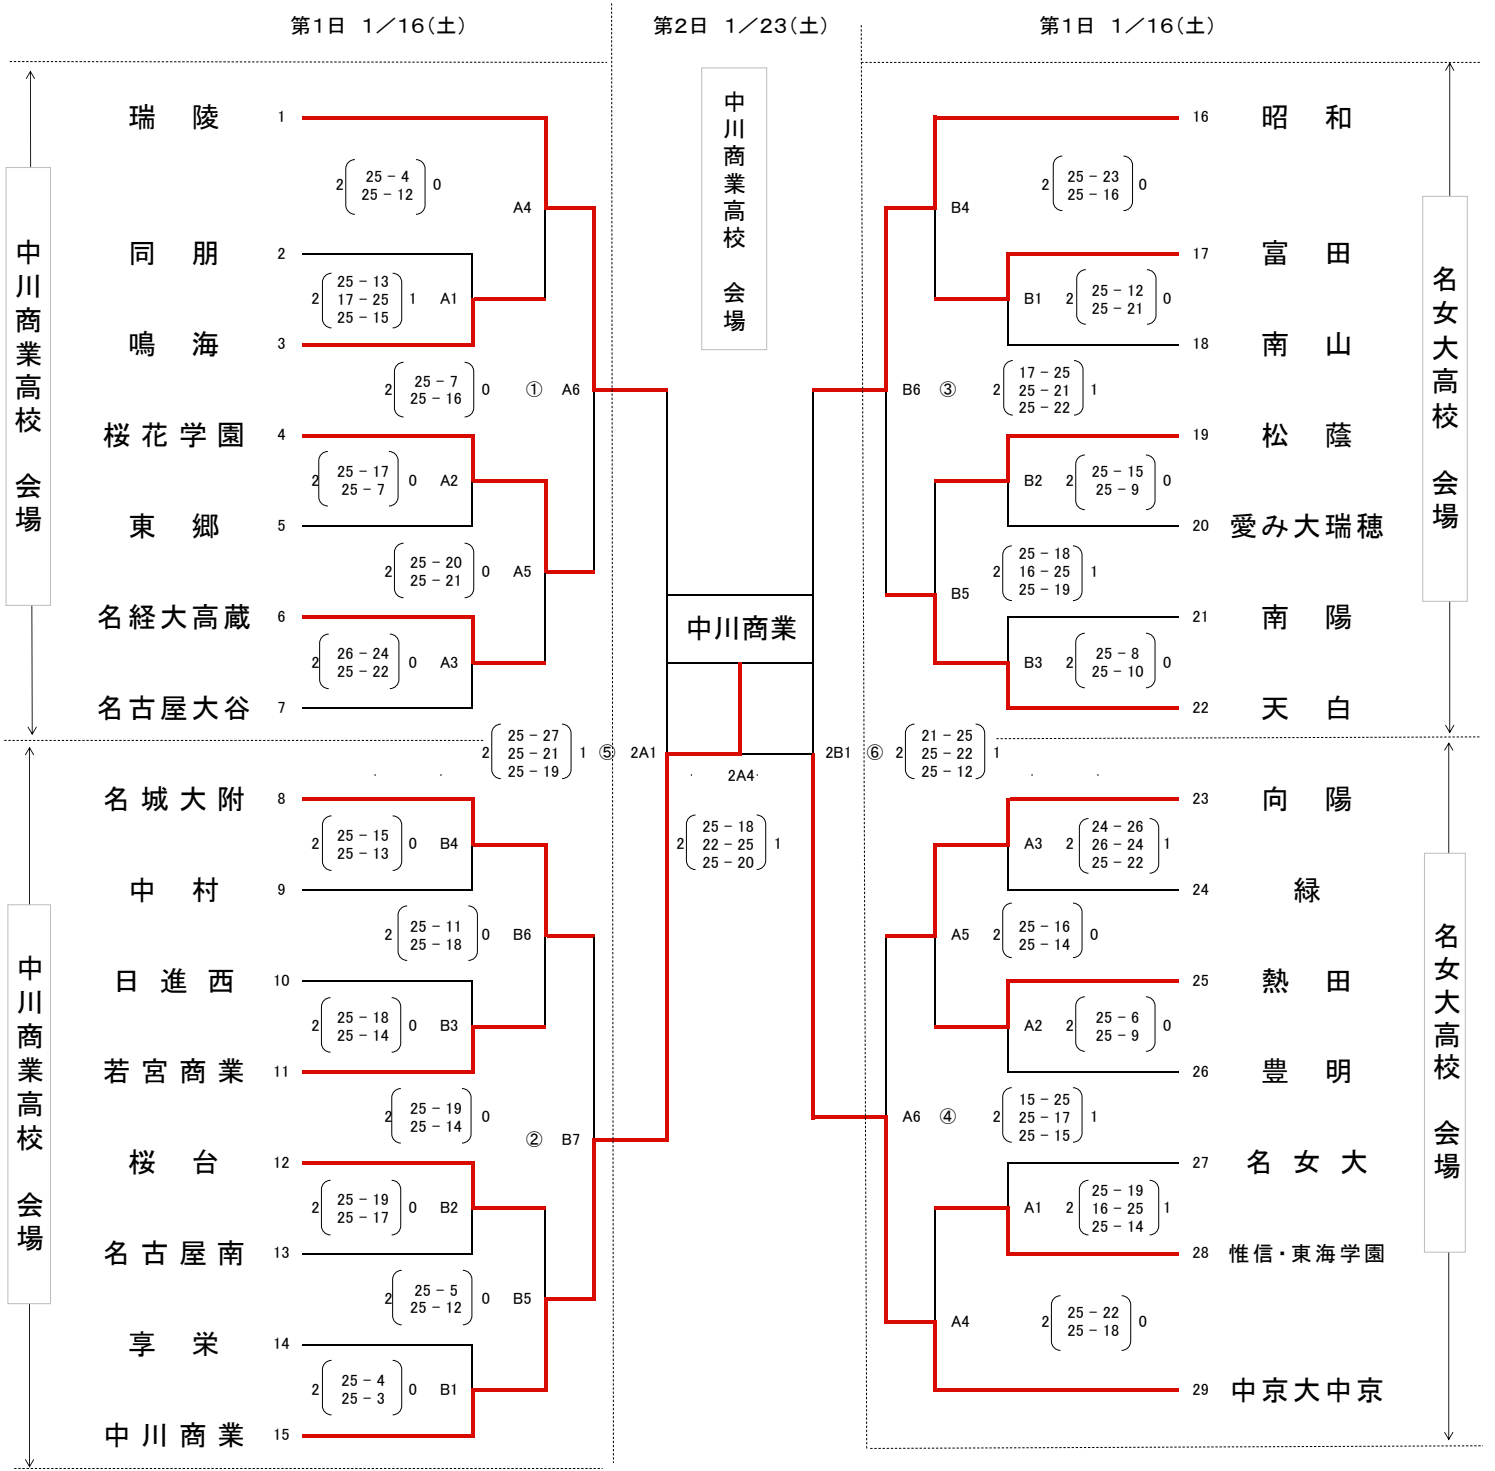 第1日 1/16(土)
第2日 1/23(土)
第1日 1/16(土)
中川商業高校 会場
中川商業高校 会場
瑞陵 1
2 25-4 0
25-12
A4
同朋 2
2 25-13 1 A1
17-25
25-15
鳴海 3
2 25-7 0 ① A6
25-16
桜花学園 4
2 25-17 0 A2
25-7
東郷 5
2 25-20 0 A5
25-21
名経大高蔵 6
2 26-24 0 A3
25-22
名古屋大谷 7
2 25-27 1 ⑤ 2A1
25-21
25-19
中川商業高校 会場
名城大附 8
2 25-15 0 B4
25-13
中村 9
2 25-11 0 B6
25-18
日進西 10
2 25-18 0 B3
25-14
若宮商業 11
2 25-19 0 ② B7
25-14
桜台 12
2 25-19 0 B2
25-17
名古屋南 13
2 25-5 0 B5
25-12
享栄 14
2 25-4 0 B1
25-3
中川商業 15
中川商業
2A4
2 25-18 1
22-25
25-20
名女大高校 会場
16 昭和
2 25-23 0
25-16
B4
17 富田
B1 2 25-12 0
25-21
18 南山
B6 ③ 2 17-25 1
25-21
25-22
19 松蔭
B2 2 25-15 0
25-9
20 愛み大瑞穂
B5 2 25-18 1
16-25
25-19
21 南陽
B3 2 25-8 0
25-10
22 天白
2B1 ⑥ 2 21-25 1
25-22
25-12
名女大高校 会場
23 向陽
A3 2 24-26 1
26-24
25-22
24 緑
A5 2 25-16 0
25-14
25 熱田
A2 2 25-6 0
25-9
26 豊明
A6 ④ 2 15-25 1
25-17
25-15
27 名女大
A1 2 25-19 1
16-25
25-14
28 惟信・東海学園
A4 2 25-22 0
25-18
29 中京大中京